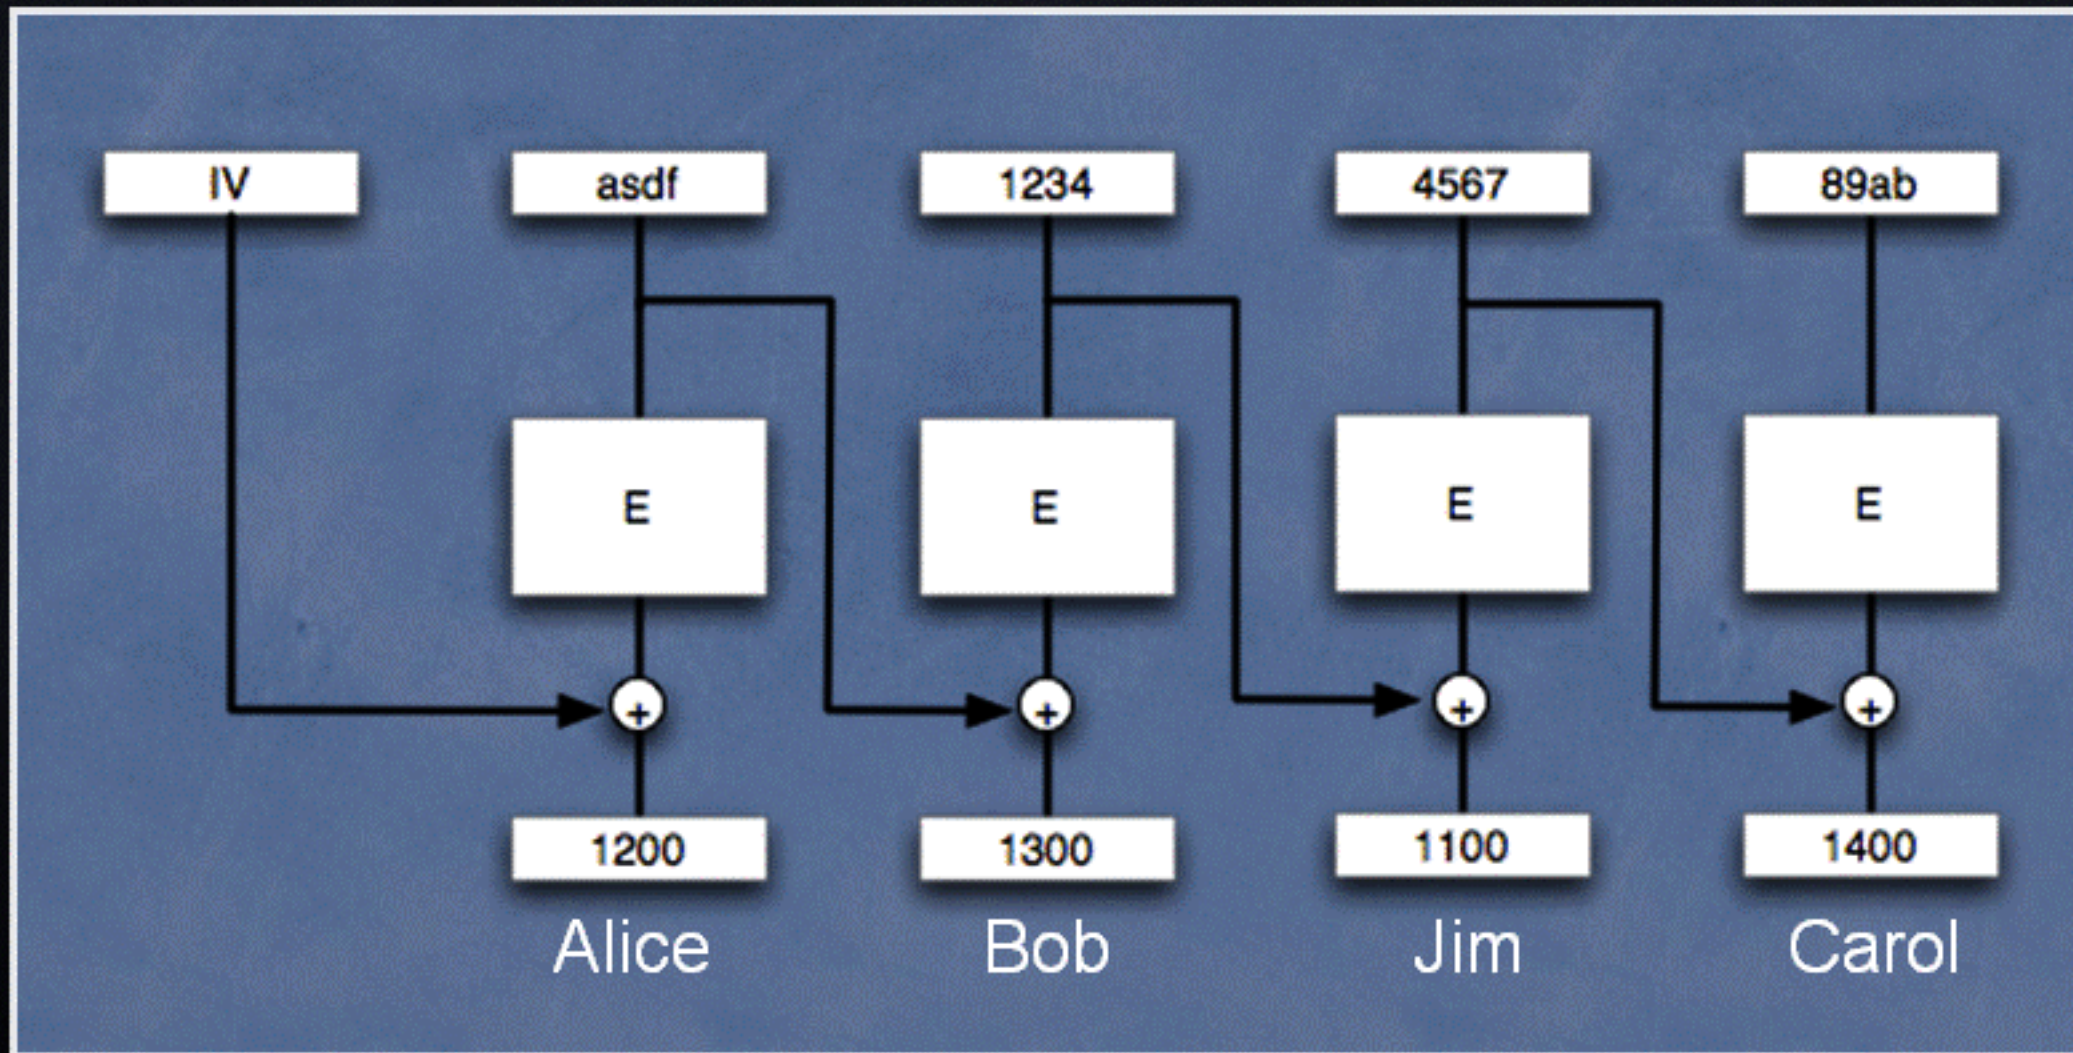 IV
asdf
1234
4567
89ab
E
E
E
E
+
+
+
+
1200
1300
1100
1400
Alice
Bob
Jim
Carol